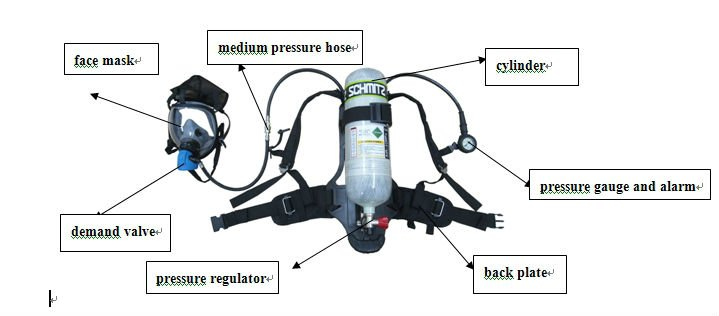 medium pressure hose
face mask
cylinder
SCHMITZ
pressure gauge and alarm
demand valve
pressure regulator
back plate